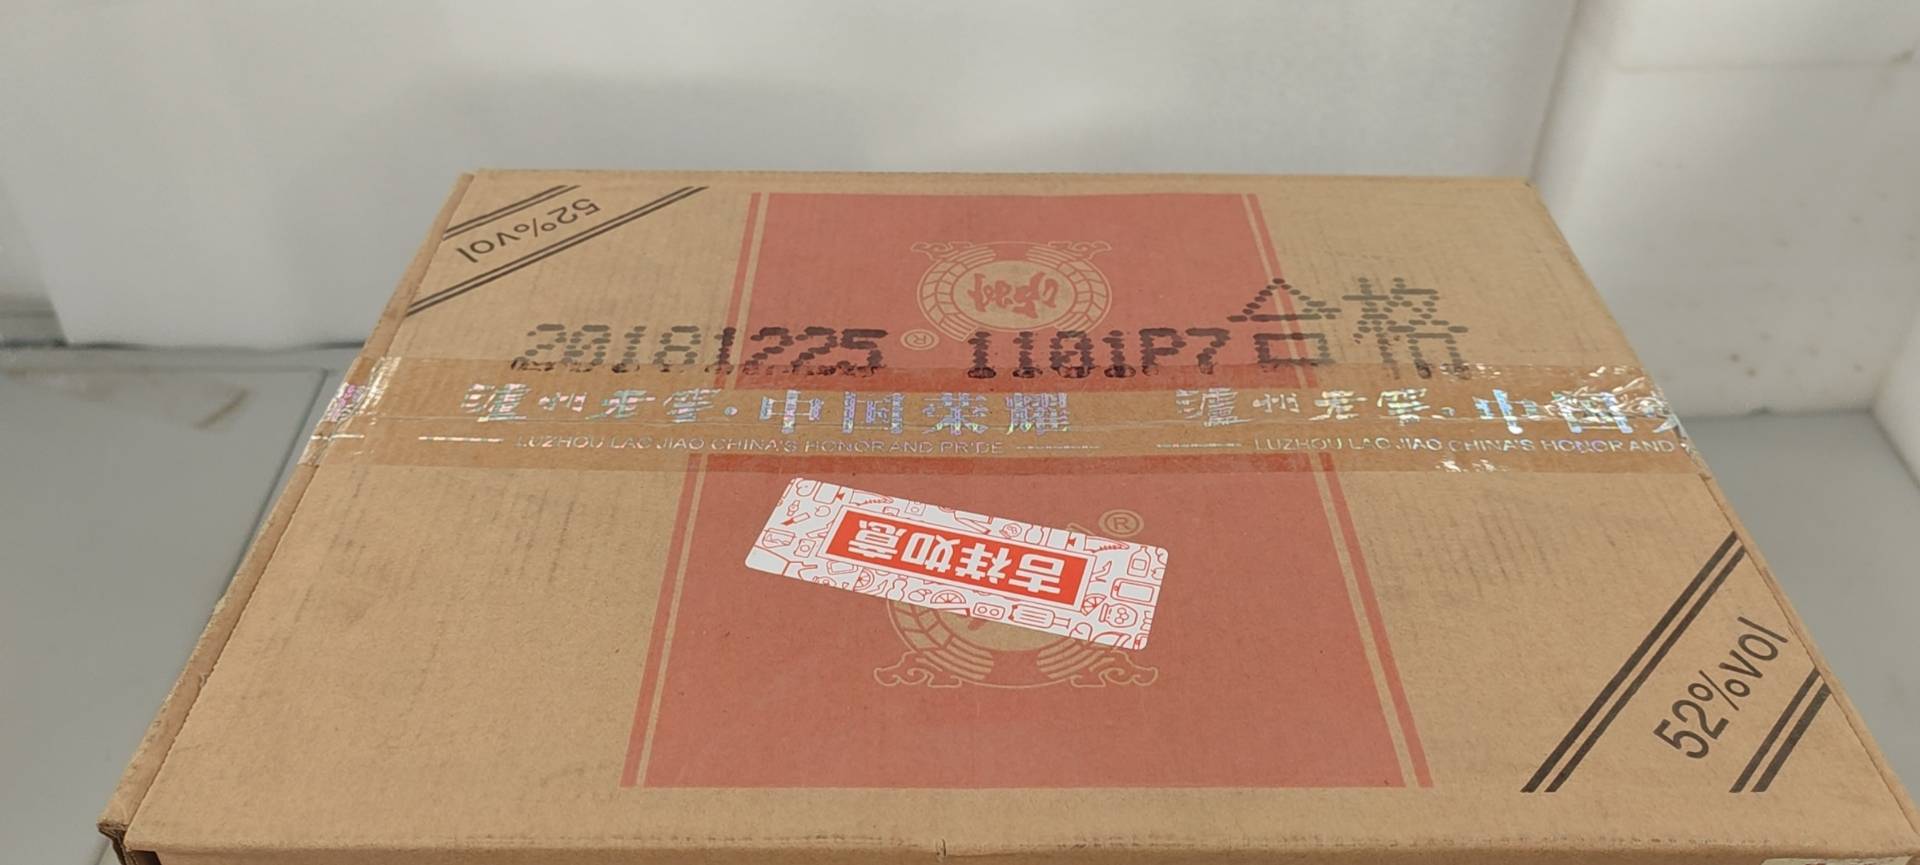 52%vol
®
20181225 1101P7合格
泸州老窖·中国荣耀 泸州老窖·中国
LUZHOU LAO JIAO CHINA'S HONOR AND PRIDE LUZHOU LAO JIAO CHINA'S HONOR AND
®
吉祥如意
52%vol